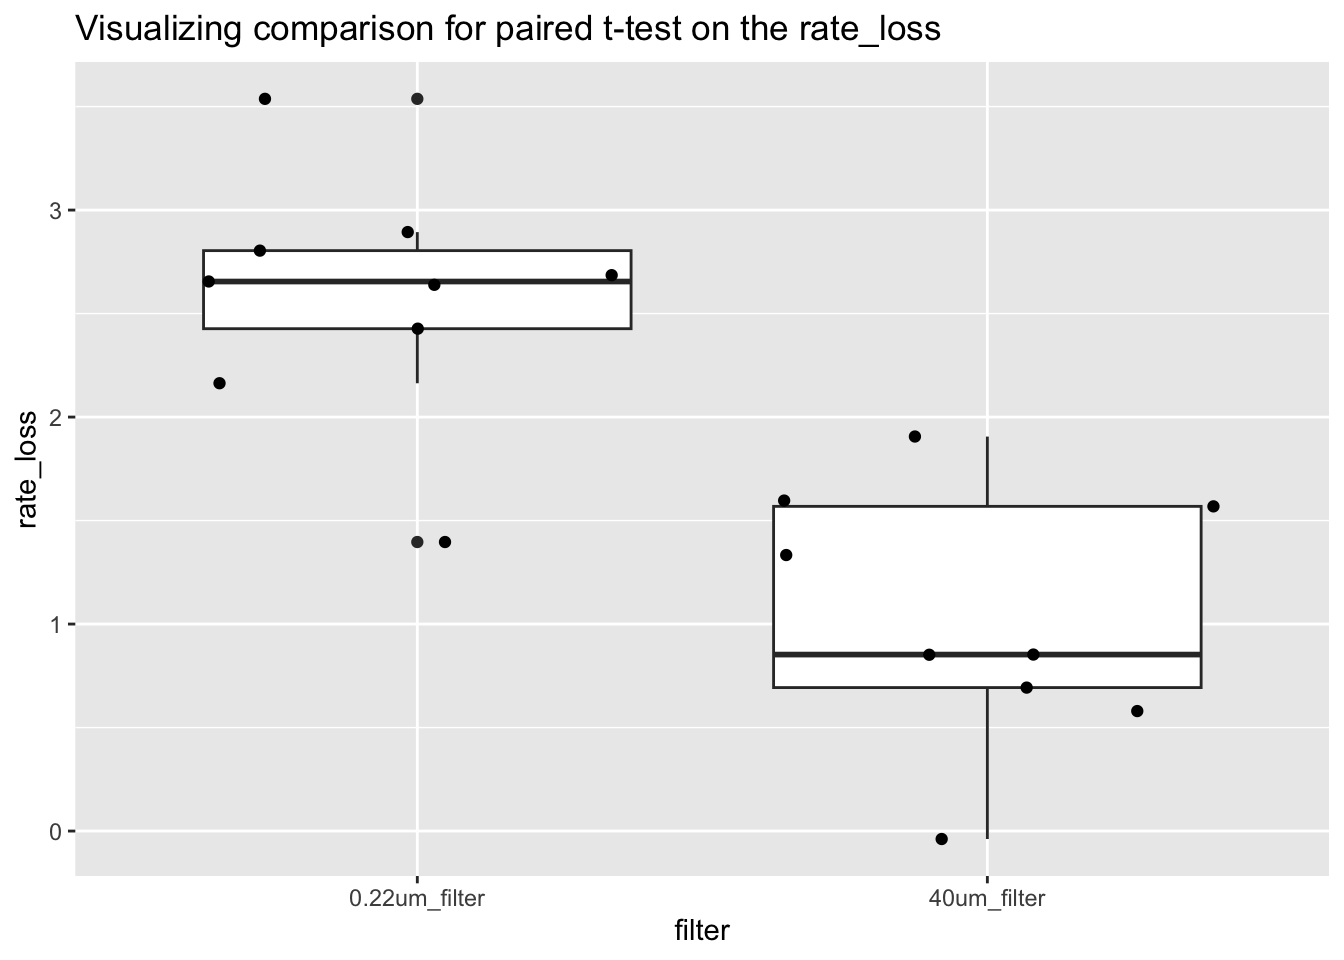 Visualizing comparison for paired t-test on the rate_loss
rate_loss
3
2
1
0
0.22um_filter
40um_filter
filter